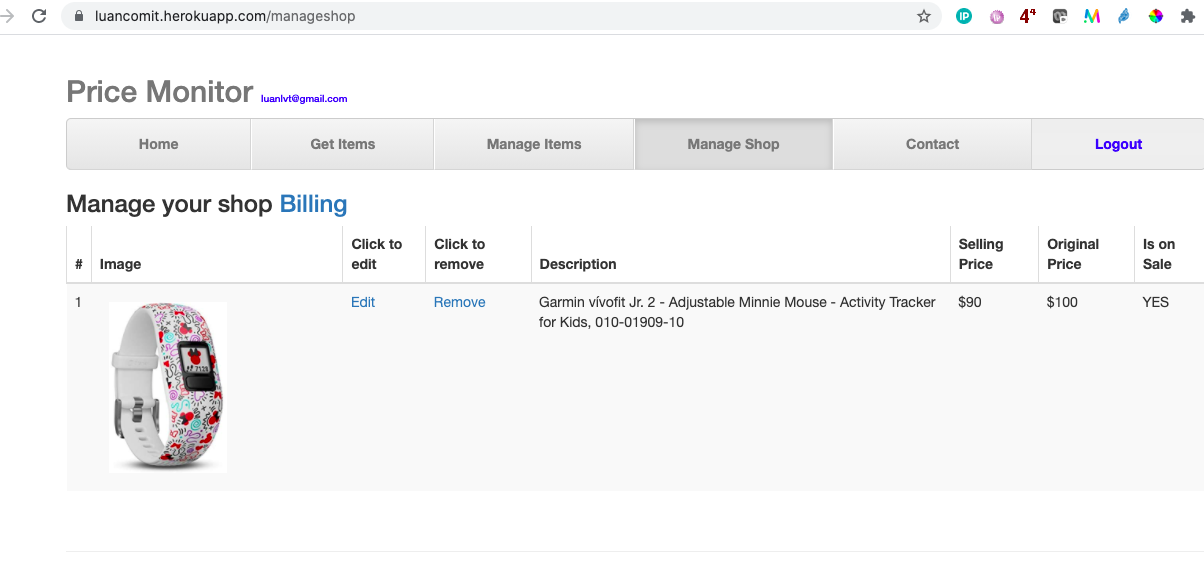 luancomit.herokuapp.com/manageshop
IP
4⁴
Price Monitor luanlvt@gmail.com
Home Get Items Manage Items Manage Shop Contact Logout
Manage your shop Billing
# Image Click to edit Click to remove Description Selling Price Original Price Is on Sale
1 Edit Remove Garmin vívofit Jr. 2 - Adjustable Minnie Mouse - Activity Tracker $90 $100 YES
for Kids, 010-01909-10